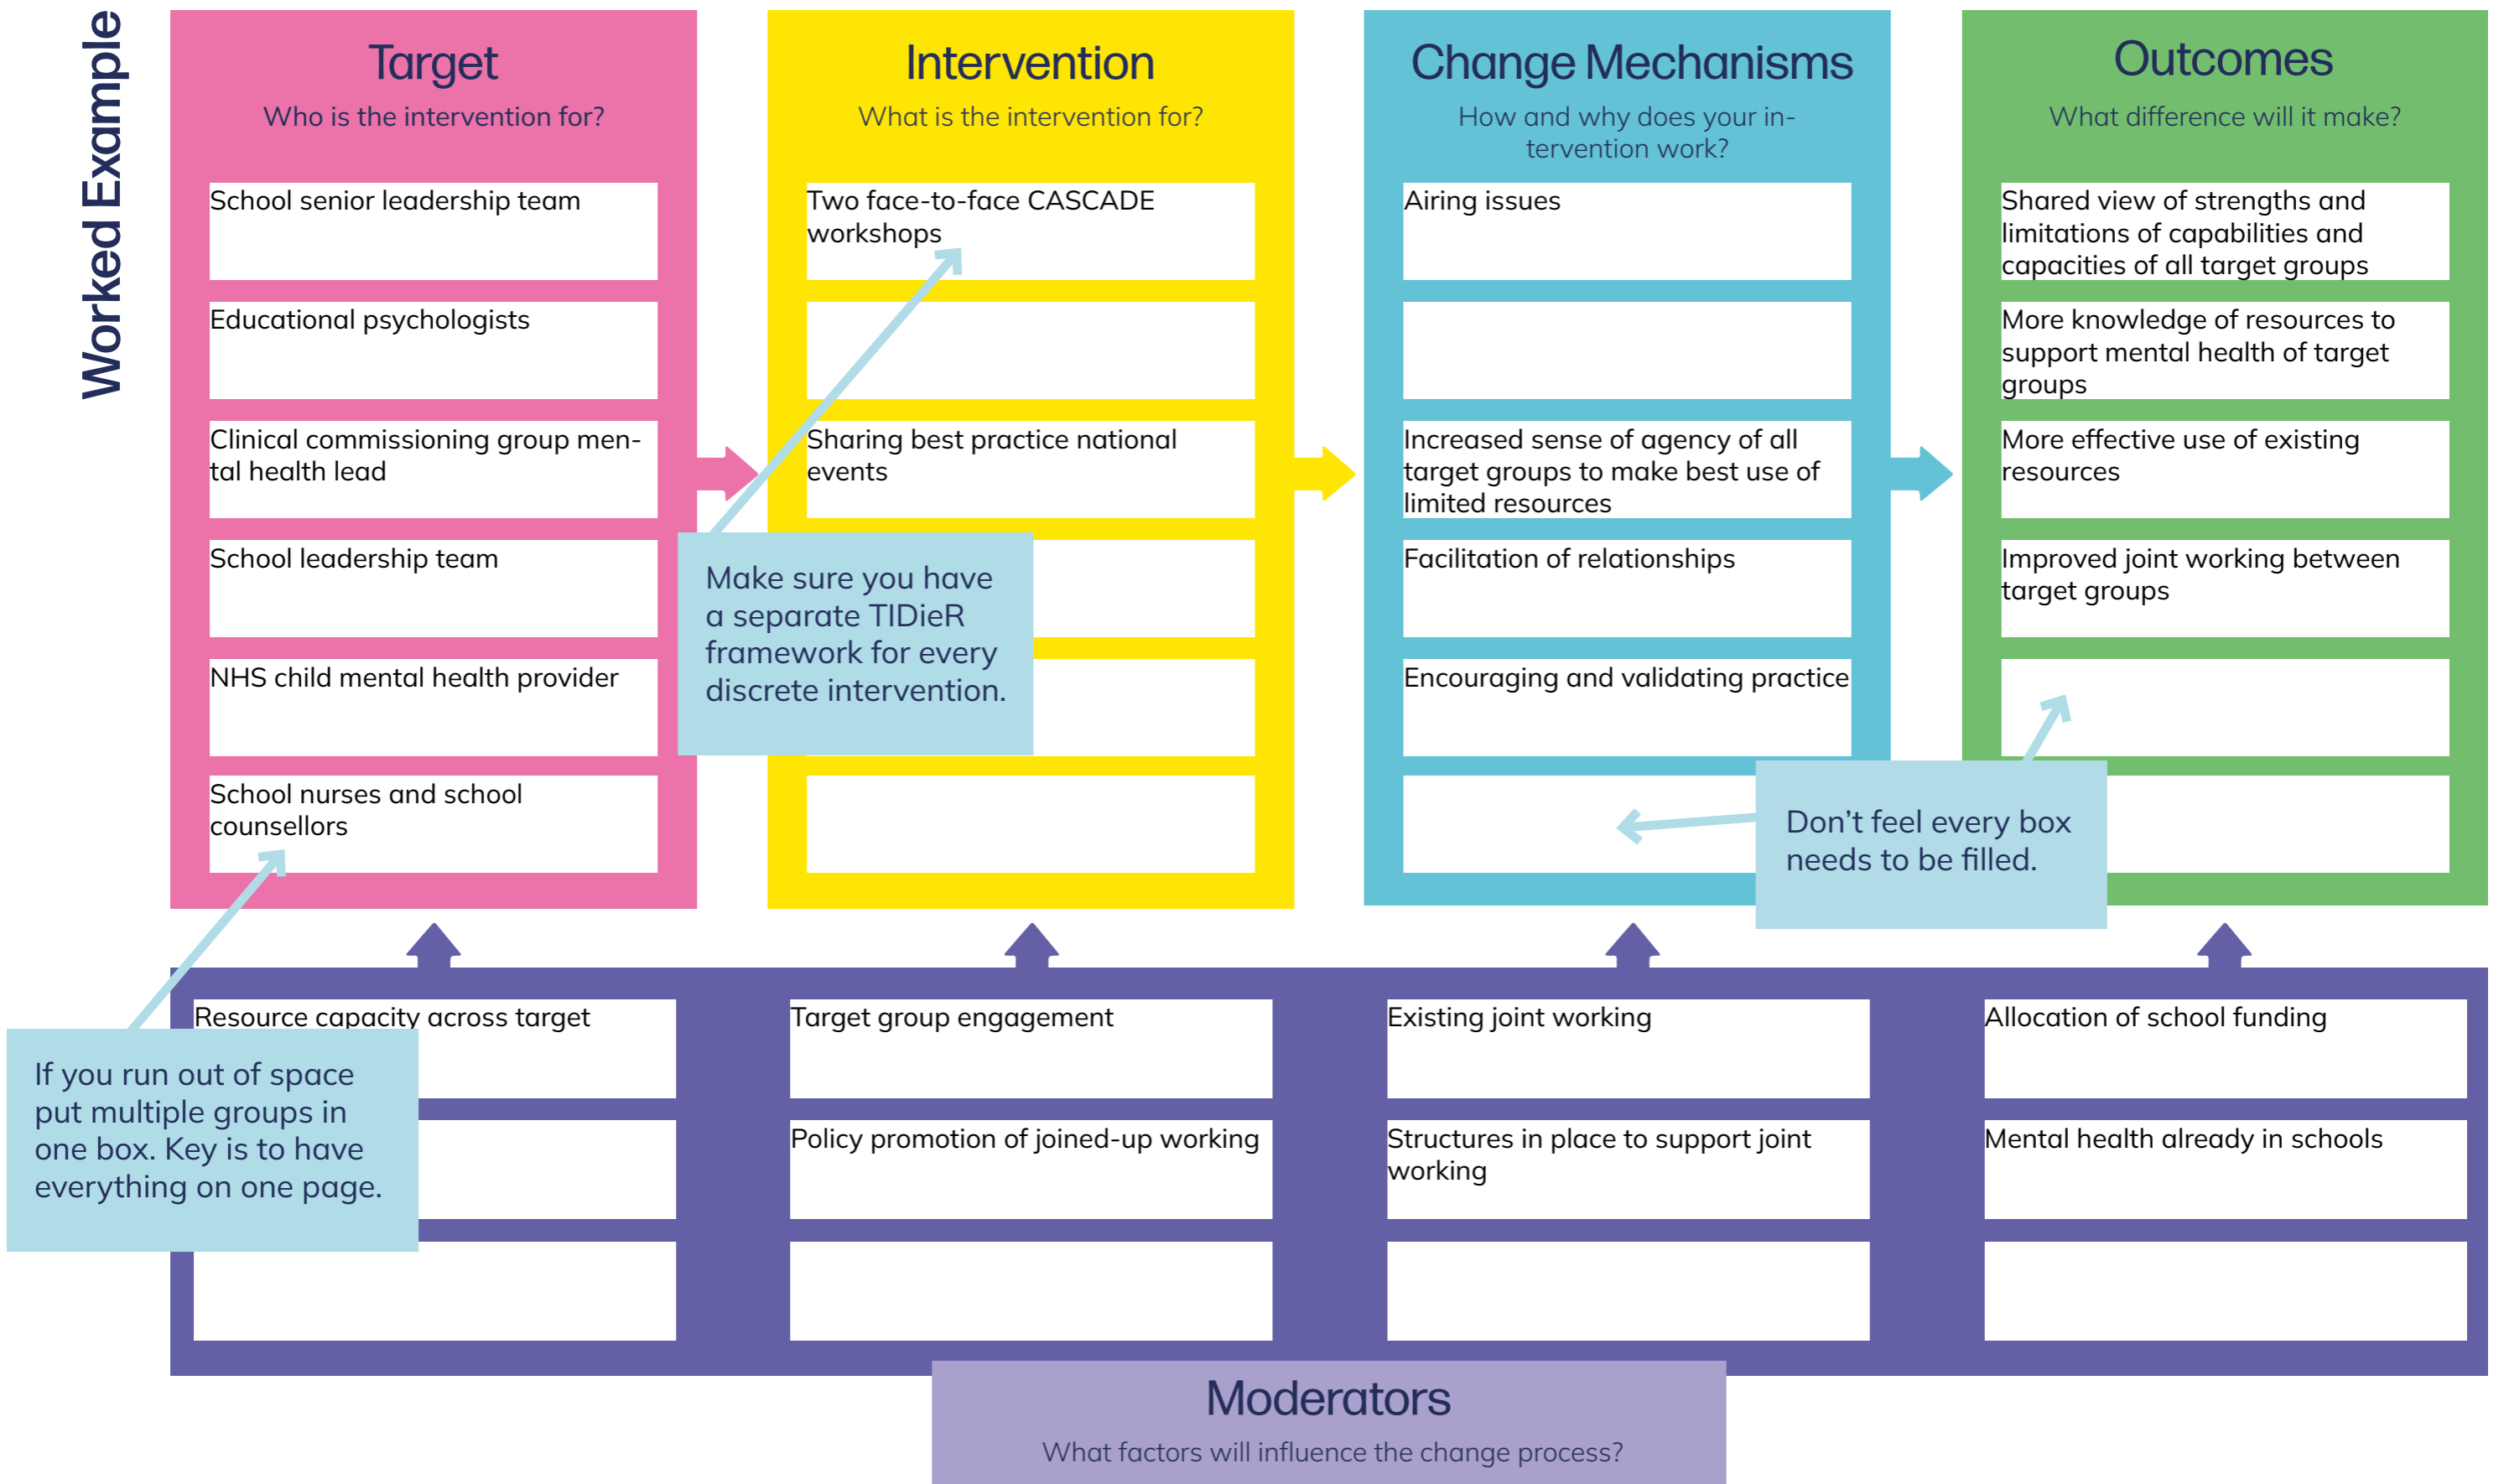 Worked Example
Target
Who is the intervention for?
School senior leadership team
Educational psychologists
Clinical commissioning group men-
tal health lead
School leadership team
NHS child mental health provider
School nurses and school
counsellors
Intervention
What is the intervention for?
Two face-to-face CASCADE
workshops
Sharing best practice national
events
Make sure you have
a separate TIDieR
framework for every
discrete intervention.
Change Mechanisms
How and why does your in-
tervention work?
Airing issues
Increased sense of agency of all
target groups to make best use of
limited resources
Facilitation of relationships
Encouraging and validating practice
Outcomes
What difference will it make?
Shared view of strengths and
limitations of capabilities and
capacities of all target groups
More knowledge of resources to
support mental health of target
groups
More effective use of existing
resources
Improved joint working between
target groups
Don’t feel every box
needs to be filled.
Resource capacity across target
If you run out of space
put multiple groups in
one box. Key is to have
everything on one page.
Target group engagement
Policy promotion of joined-up working
Existing joint working
Structures in place to support joint
working
Allocation of school funding
Mental health already in schools
Moderators
What factors will influence the change process?